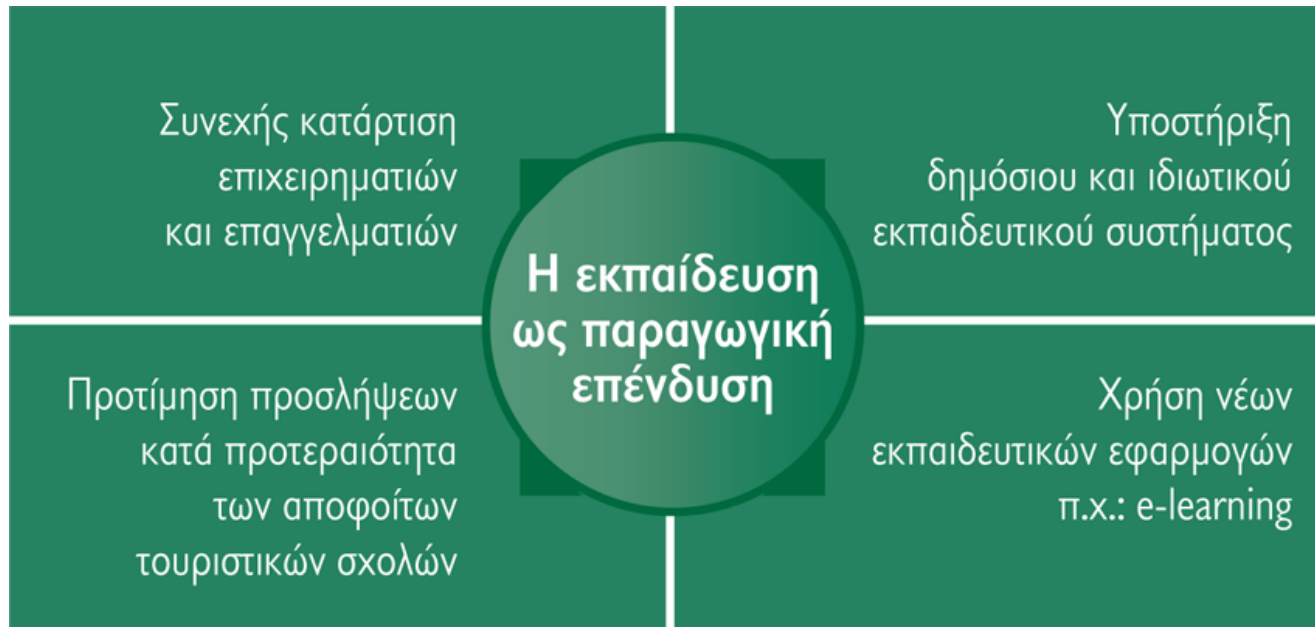 Συνεχής κατάρτιση
επιχειρηματιών
και επαγγελματιών
Υποστήριξη
δημόσιου και ιδιωτικού
εκπαιδευτικού συστήματος
Η εκπαίδευση
ως παραγωγική
επένδυση
Προτίμηση προσλήψεων
κατά προτεραιότητα
των αποφοίτων
τουριστικών σχολών
Χρήση νέων
εκπαιδευτικών εφαρμογών
π.χ.: e-learning